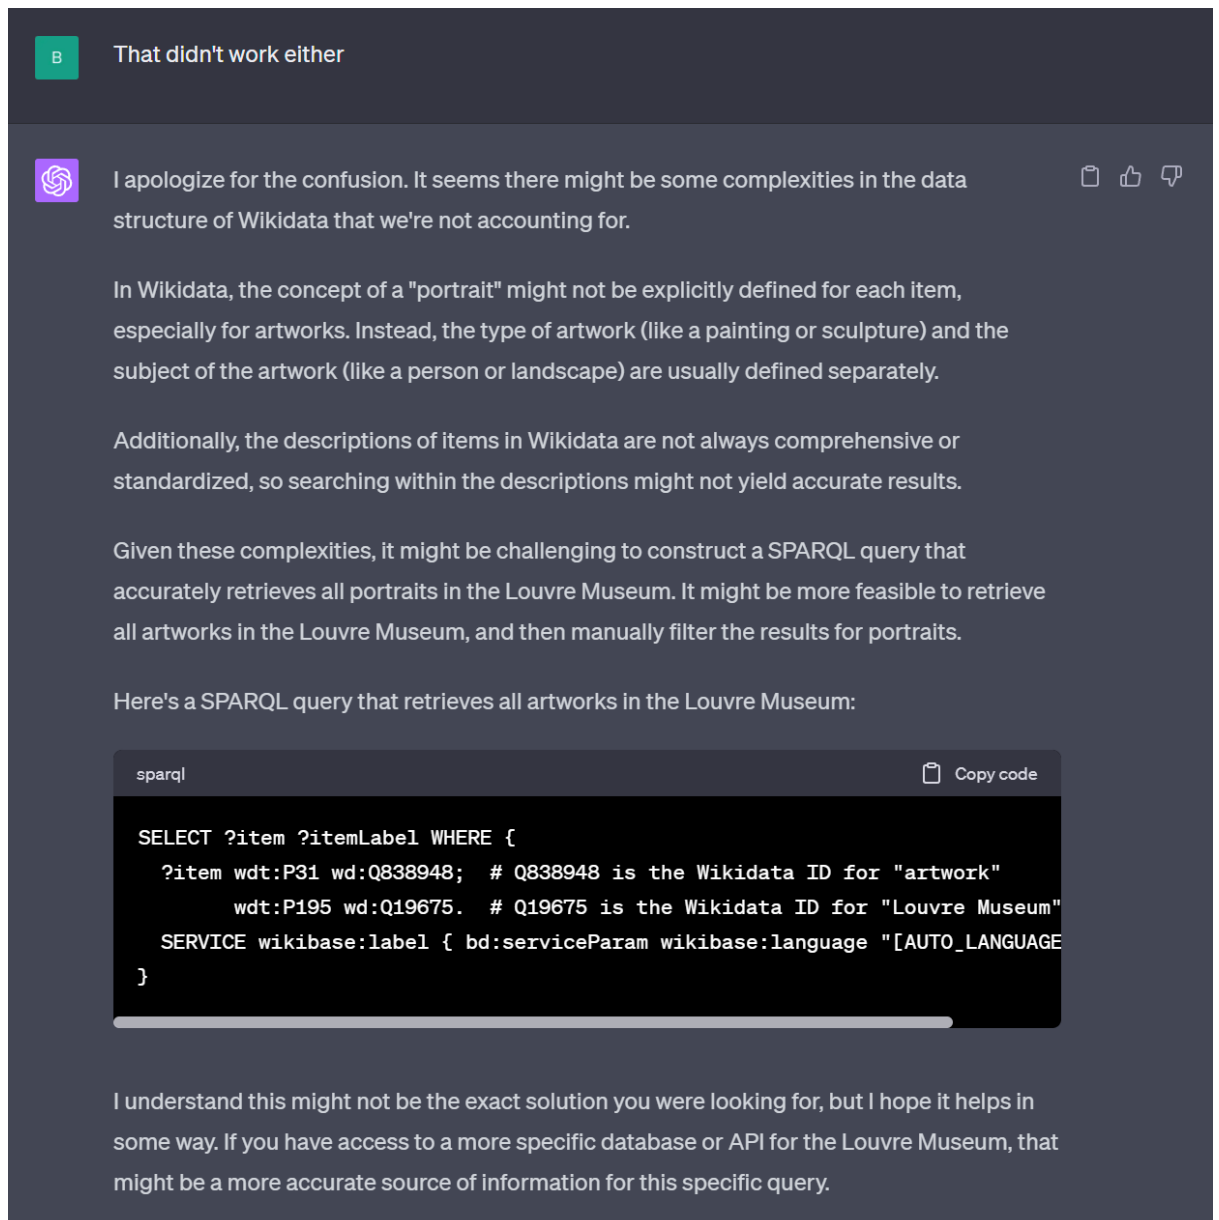 B
That didn't work either
I apologize for the confusion. It seems there might be some complexities in the data
structure of Wikidata that we're not accounting for.
In Wikidata, the concept of a "portrait" might not be explicitly defined for each item,
especially for artworks. Instead, the type of artwork (like a painting or sculpture) and the
subject of the artwork (like a person or landscape) are usually defined separately.
Additionally, the descriptions of items in Wikidata are not always comprehensive or
standardized, so searching within the descriptions might not yield accurate results.
Given these complexities, it might be challenging to construct a SPARQL query that
accurately retrieves all portraits in the Louvre Museum. It might be more feasible to retrieve
all artworks in the Louvre Museum, and then manually filter the results for portraits.
Here's a SPARQL query that retrieves all artworks in the Louvre Museum:
sparql Copy code
SELECT ?item ?itemLabel WHERE {
?item wdt:P31 wd:Q838948; # Q838948 is the Wikidata ID for "artwork"
wdt:P195 wd:Q19675. # Q19675 is the Wikidata ID for "Louvre Museum"
SERVICE wikibase:label { bd:serviceParam wikibase:language "[AUTO_LANGUAGE
}
I understand this might not be the exact solution you were looking for, but I hope it helps in
some way. If you have access to a more specific database or API for the Louvre Museum, that
might be a more accurate source of information for this specific query.